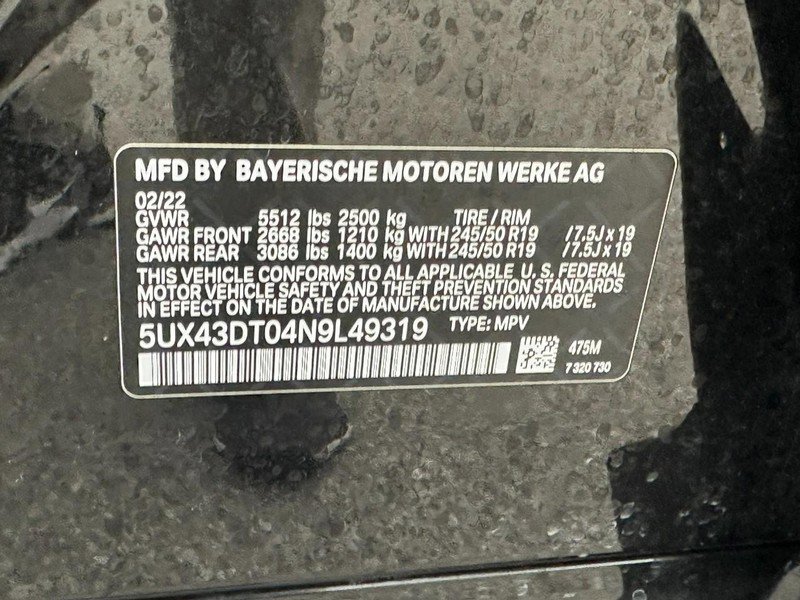 MFD BY BAYERISCHE MOTOREN WERKE AG
02/22
GVWR 5512 lbs 2500 kg TIRE / RIM
GAWR FRONT 2668 lbs 1210 kg WITH 245/50 R19 / 7.5J x 19
GAWR REAR 3086 lbs 1400 kg WITH 245/50 R19 / 7.5J x 19
THIS VEHICLE CONFORMS TO ALL APPLICABLE U. S. FEDERAL
MOTOR VEHICLE SAFETY AND THEFT PREVENTION STANDARDS
IN EFFECT ON THE DATE OF MANUFACTURE SHOWN ABOVE.
5UX43DT04N9L49319 TYPE: MPV
475M
7 320 730